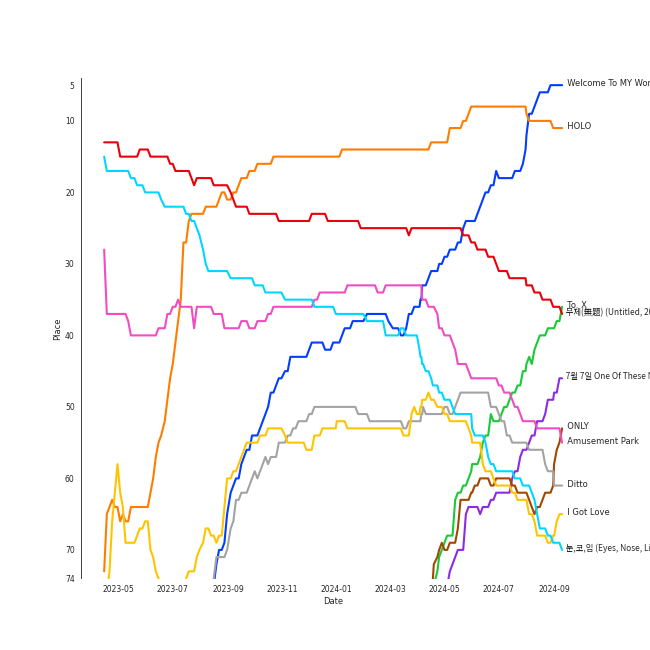 5
Welcome To MY Wor
10
HOLO
20
30
To. X
무제(無題) (Untitled, 20
Place
40
7월 7일 One Of These N
50
ONLY
Amusement Park
60
Ditto
I Got Love
70
눈,코,입 (Eyes, Nose, Li
74
2023-05
2023-07
2023-09
2023-11
2024-01
2024-03
2024-05
2024-07
2024-09
Date